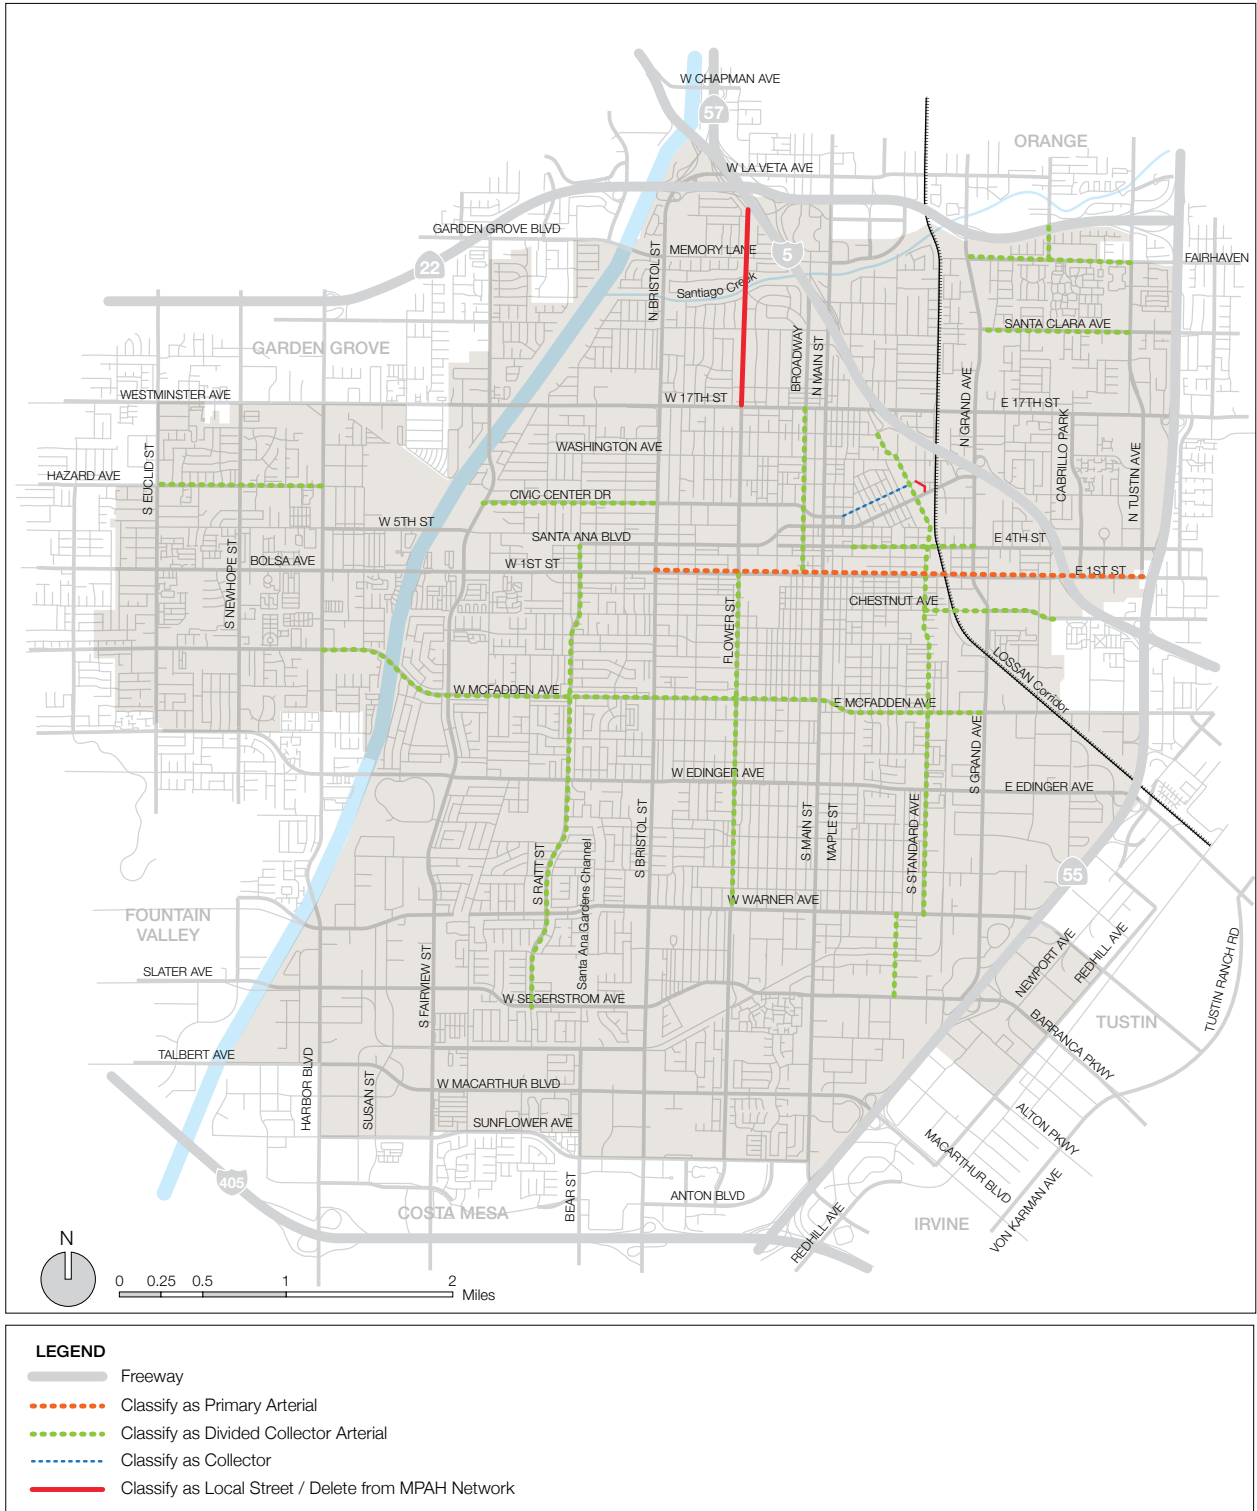 W CHAPMAN AVE
57
ORANGE
W LA VETA AVE
GARDEN GROVE BLVD
N BRISTOL ST
MEMORY LANE
5
22
FAIRHAVEN
Santiago Creek
SANTA CLARA AVE
GARDEN GROVE
BROADWAY
N MAIN ST
WESTMINSTER AVE
W 17TH ST
E 17TH ST
N GRAND AVE
CABRILLO PARK
N TUSTIN AVE
S EUCLID ST
WASHINGTON AVE
HAZARD AVE
CIVIC CENTER DR
W 5TH ST
SANTA ANA BLVD
E 4TH ST
S NEWHOPE ST
BOLSA AVE
W 1ST ST
E 1ST ST
FLOWER ST
CHESTNUT AVE
LOSSAN Corridor
W MCFADDEN AVE
E MCFADDEN AVE
S GRAND AVE
W EDINGER AVE
E EDINGER AVE
S BRISTOL ST
S MAIN ST
MAPLE ST
S STANDARD AVE
S RAITT ST
Santa Ana Gardens Channel
55
W WARNER AVE
FOUNTAIN
VALLEY
S FAIRVIEW ST
NEWPORT AVE
REDHILL AVE
TUSTIN RANCH RD
SLATER AVE
W SEGERSTROM AVE
BARRANCA PKWY
TUSTIN
TALBERT AVE
HARBOR BLVD
SUSAN ST
W MACARTHUR BLVD
SUNFLOWER AVE
ALTON PKWY
MACARTHUR BLVD
405
BEAR ST
ANTON BLVD
COSTA MESA
REDHILL AVE
IRVINE
VON KARMAN AVE
N
0 0.25 0.5 1 2
Miles
LEGEND
Freeway
Classify as Primary Arterial
Classify as Divided Collector Arterial
Classify as Collector
Classify as Local Street / Delete from MPAH Network